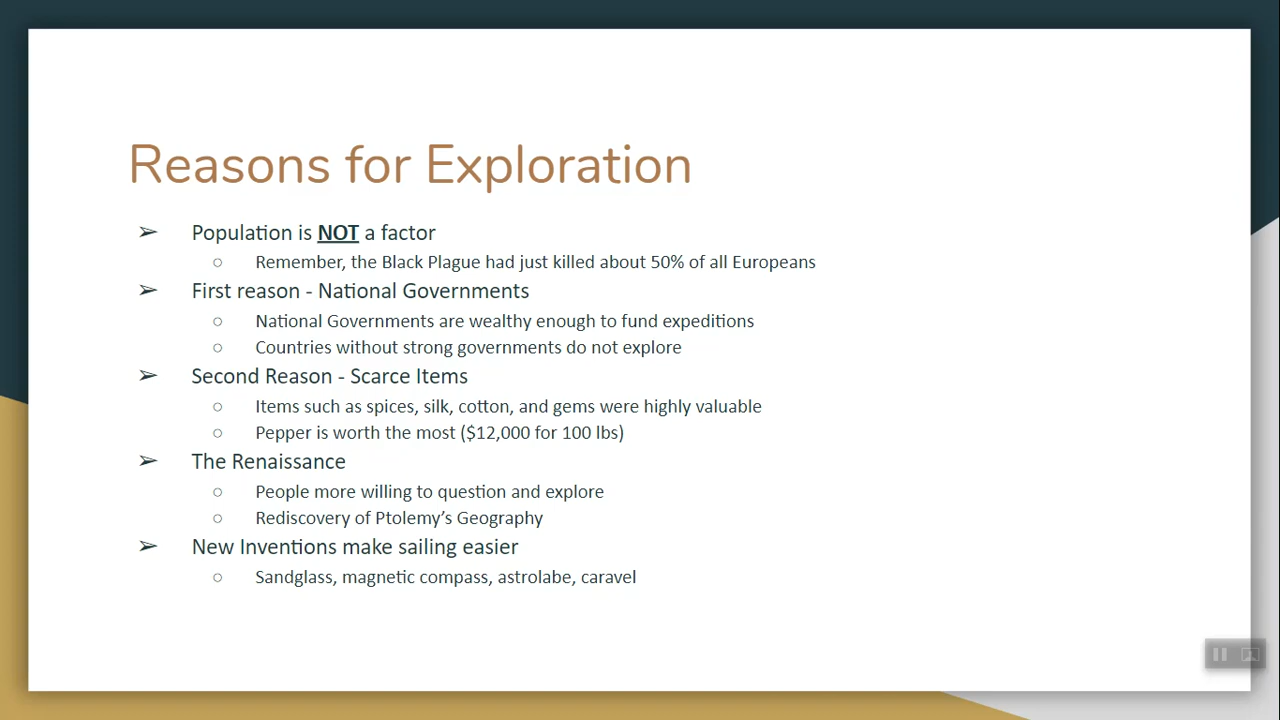 Reasons for Exploration
➢ Population is NOT a factor
○ Remember, the Black Plague had just killed about 50% of all Europeans
➢ First reason - National Governments
○ National Governments are wealthy enough to fund expeditions
○ Countries without strong governments do not explore
➢ Second Reason - Scarce Items
○ Items such as spices, silk, cotton, and gems were highly valuable
○ Pepper is worth the most ($12,000 for 100 lbs)
➢ The Renaissance
○ People more willing to question and explore
○ Rediscovery of Ptolemy’s Geography
➢ New Inventions make sailing easier
○ Sandglass, magnetic compass, astrolabe, caravel